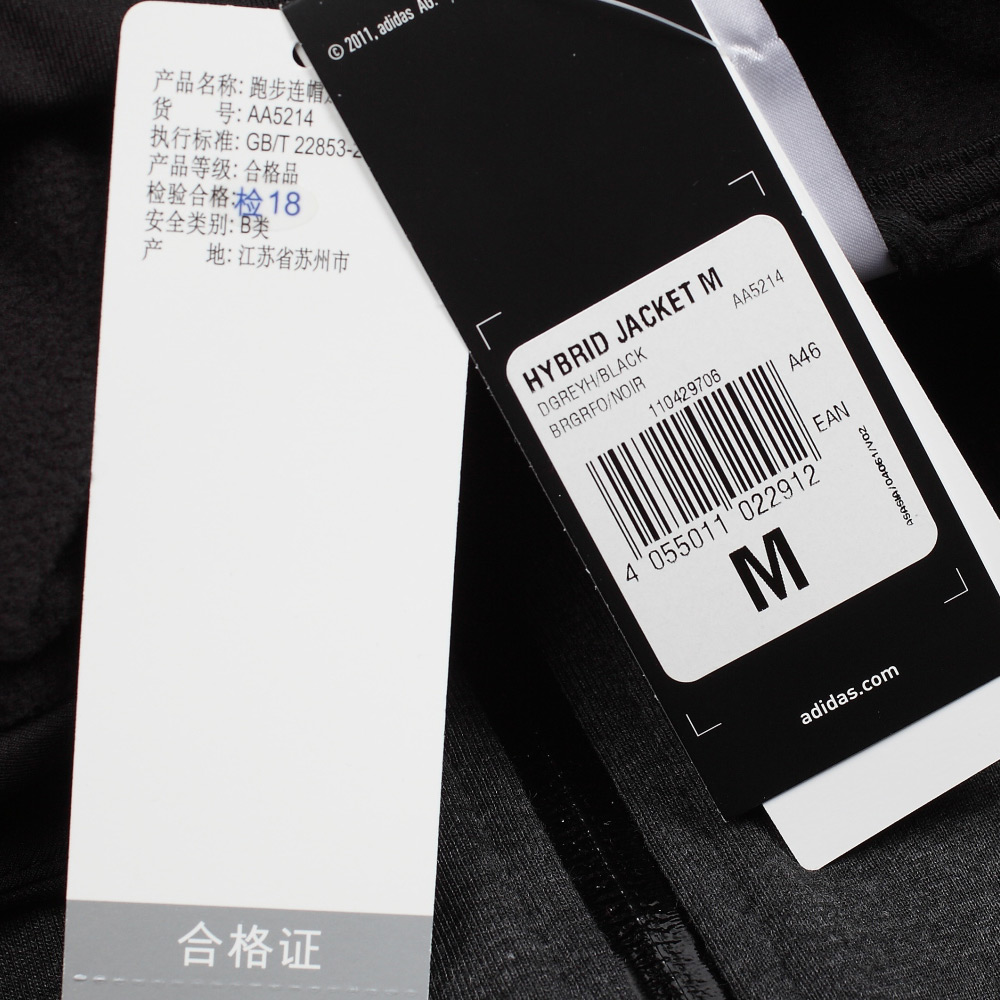 产品名称: 跑步连帽
货 号: AA5214
执行标准: GB/T 22853-2
产品等级: 合格品
检验合格: 检18
安全类别: B类
产 地: 江苏省苏州市
合格证
© 2011, adidas AG.
HYBRID JACKET M
AA5214
DGREYH/BLACK
BRGRFO/NOIR
110429706
A46
EAN
4 055011 022912
M
adidas.com